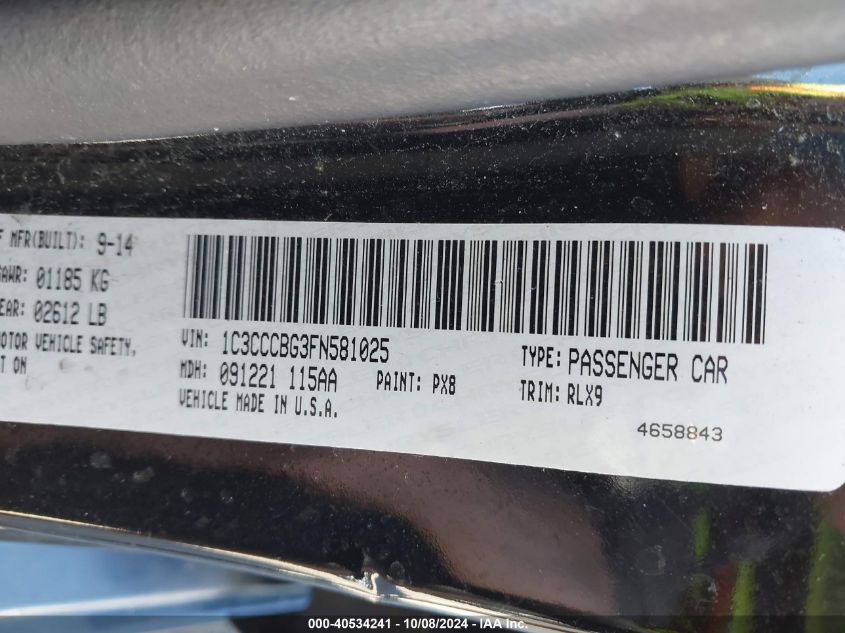 F MFR(BUILT): 9-14
GAWR: 01185 KG
EAR: 02612 LB
MOTOR VEHICLE SAFETY,
T ON
VIN: 1C3CCCBG3FN581025
TYPE: PASSENGER CAR
MDH: 091221 115AA
PAINT: PX8
TRIM: RLX9
VEHICLE MADE IN U.S.A.
4658843
000-40534241 - 10/08/2024 - IAA Inc.